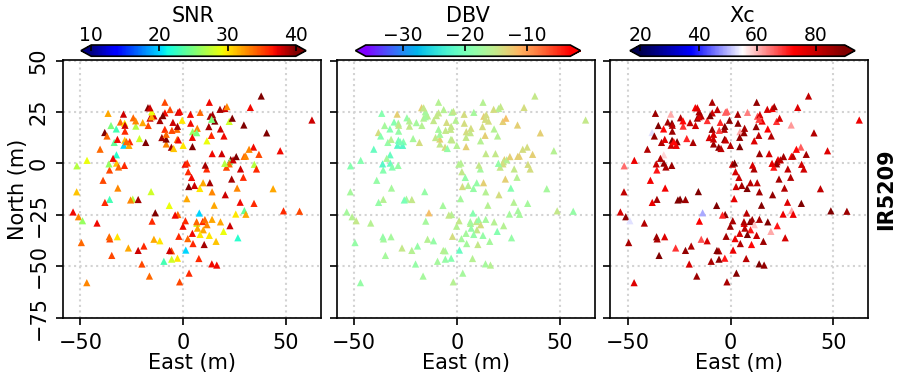 SNR DBV Xc
10 20 30 40 −30 −20 −10 20 40 60 80
50
25
0
−25
−50
−75
North (m)
IR5209
−50 0 50 −50 0 50 −50 0 50
East (m) East (m) East (m)